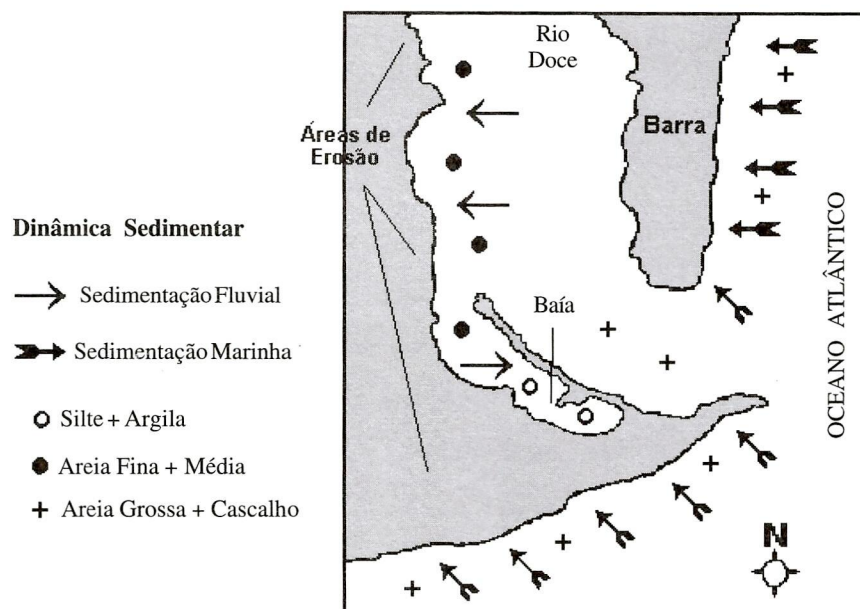 Dinâmica Sedimentar
Sedimentação Fluvial
Sedimentação Marinha
Silte + Argila
Areia Fina + Média
Areia Grossa + Cascalho
Rio
Doce
Áreas de
Erosão
Barra
Baía
OCEANO ATLÂNTICO
N